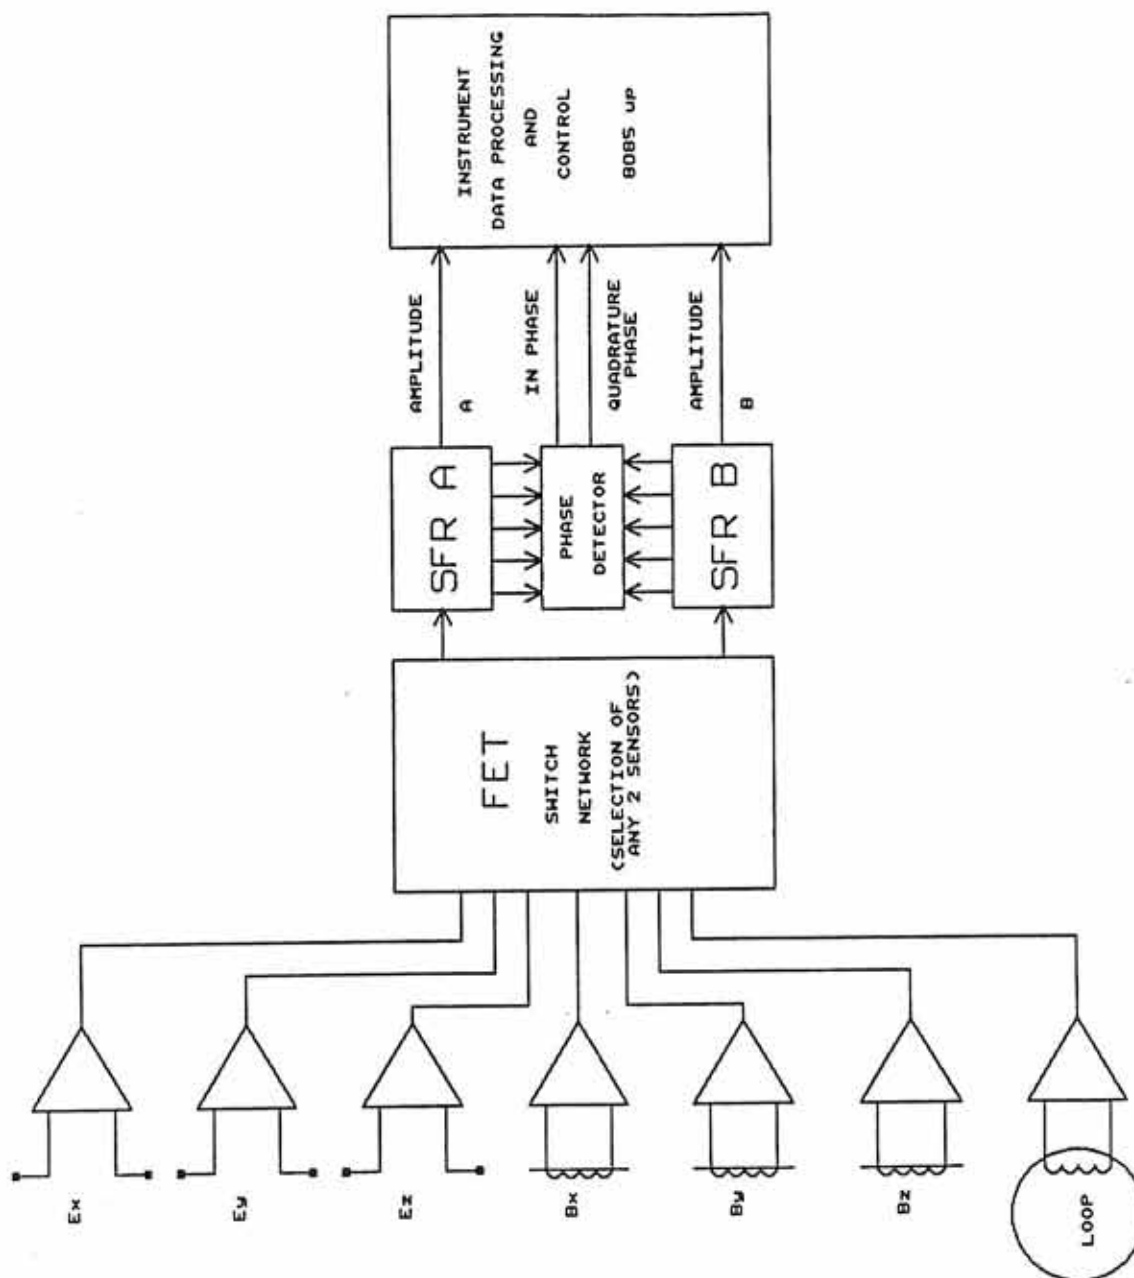 Ex
Ey
Ez
Bx
By
Bz
LOOP
FET
SWITCH
NETWORK
(SELECTION OF
ANY 2 SENSORS)
SFR A
PHASE
DETECTOR
SFR B
AMPLITUDE
A
IN PHASE
QUADRATURE
PHASE
AMPLITUDE
B
INSTRUMENT
DATA PROCESSING
AND
CONTROL
8085 uP